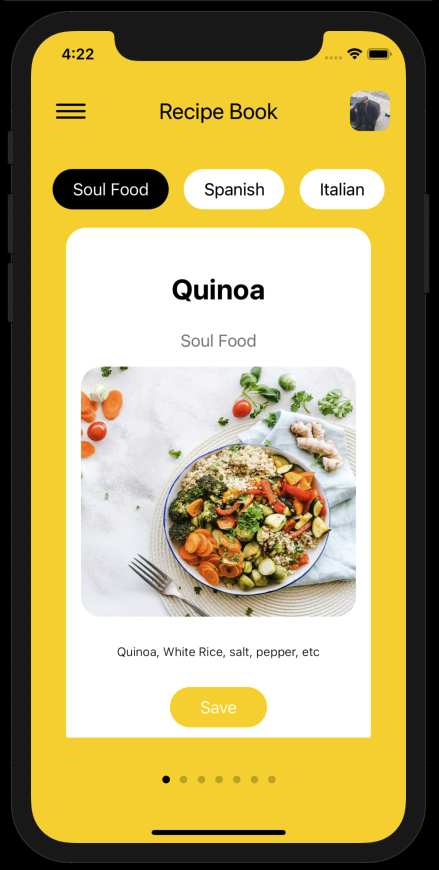 4:22
Recipe Book
Soul Food Spanish Italian
Quinoa
Soul Food
Quinoa, White Rice, salt, pepper, etc
Save